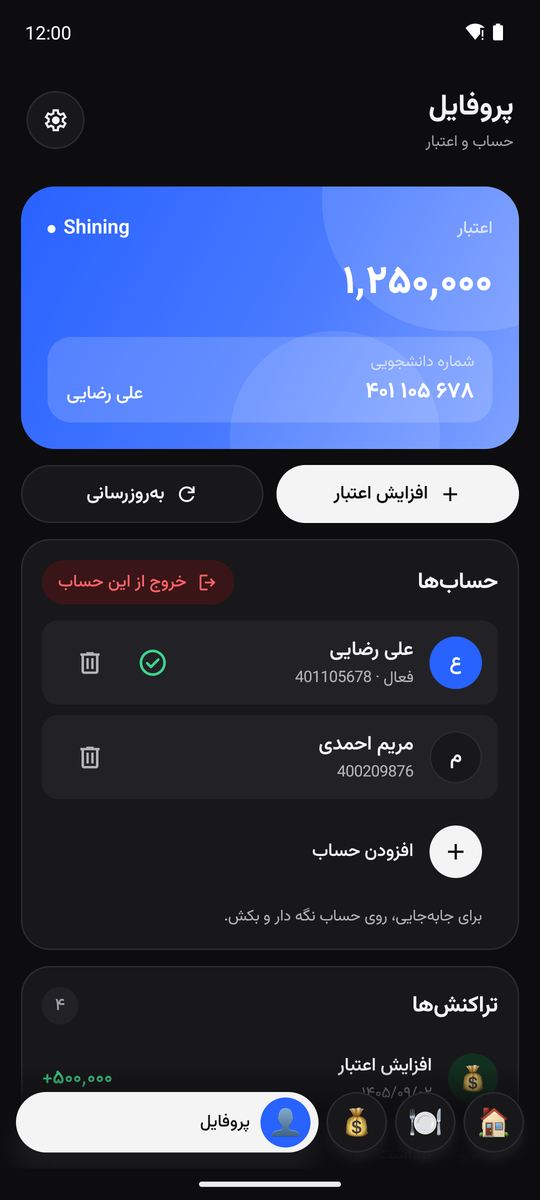 12:00
پروفایل
حساب و اعتبار
اعتبار
Shining
۱,۲۵۰,۰۰۰
شماره دانشجویی
۴۰۱ ۱۰۵ ۶۷۸
علی رضایی
افزایش اعتبار
به‌روزرسانی
حساب‌ها
خروج از این حساب
ع
علی رضایی
فعال · 401105678
م
مریم احمدی
400209876
افزودن حساب
برای جابه‌جایی، روی حساب نگه دار و بکش.
تراکنش‌ها
۴
افزایش اعتبار
+۵۰۰,۰۰۰
۱۴۰۵/۰۹/۰۲
پروفایل